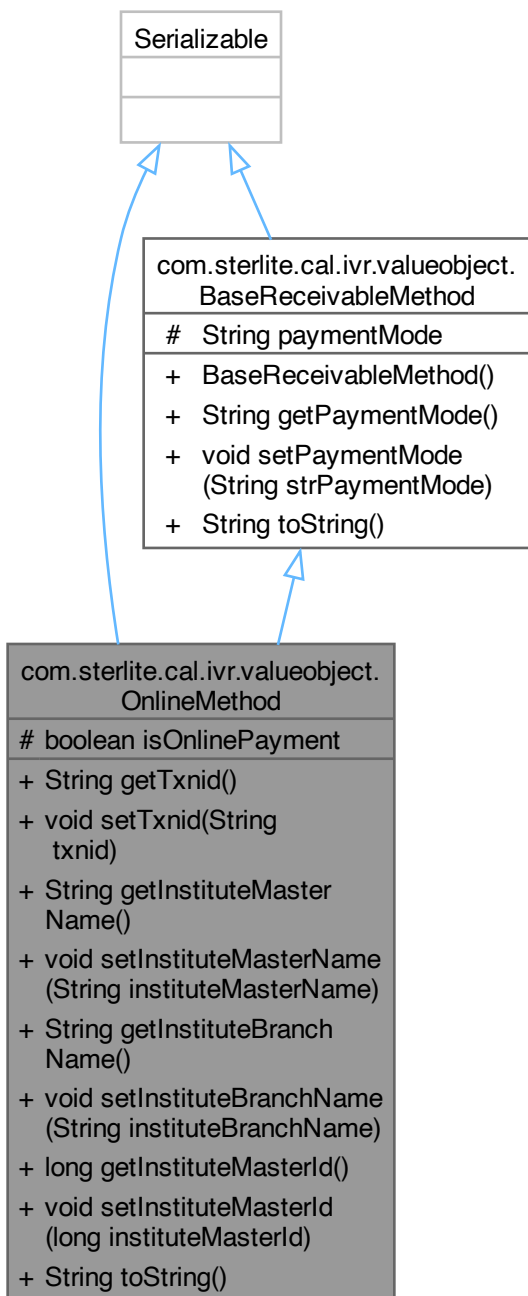 Serializable
com.sterlite.cal.ivr.valueobject.
BaseReceivableMethod
# String paymentMode
+ BaseReceivableMethod()
+ String getPaymentMode()
+ void setPaymentMode
(String strPaymentMode)
+ String toString()
com.sterlite.cal.ivr.valueobject.
OnlineMethod
# boolean isOnlinePayment
+ String getTxnid()
+ void setTxnid(String
txnid)
+ String getInstituteMaster
Name()
+ void setInstituteMasterName
(String instituteMasterName)
+ String getInstituteBranch
Name()
+ void setInstituteBranchName
(String instituteBranchName)
+ long getInstituteMasterId()
+ void setInstituteMasterId
(long instituteMasterId)
+ String toString()